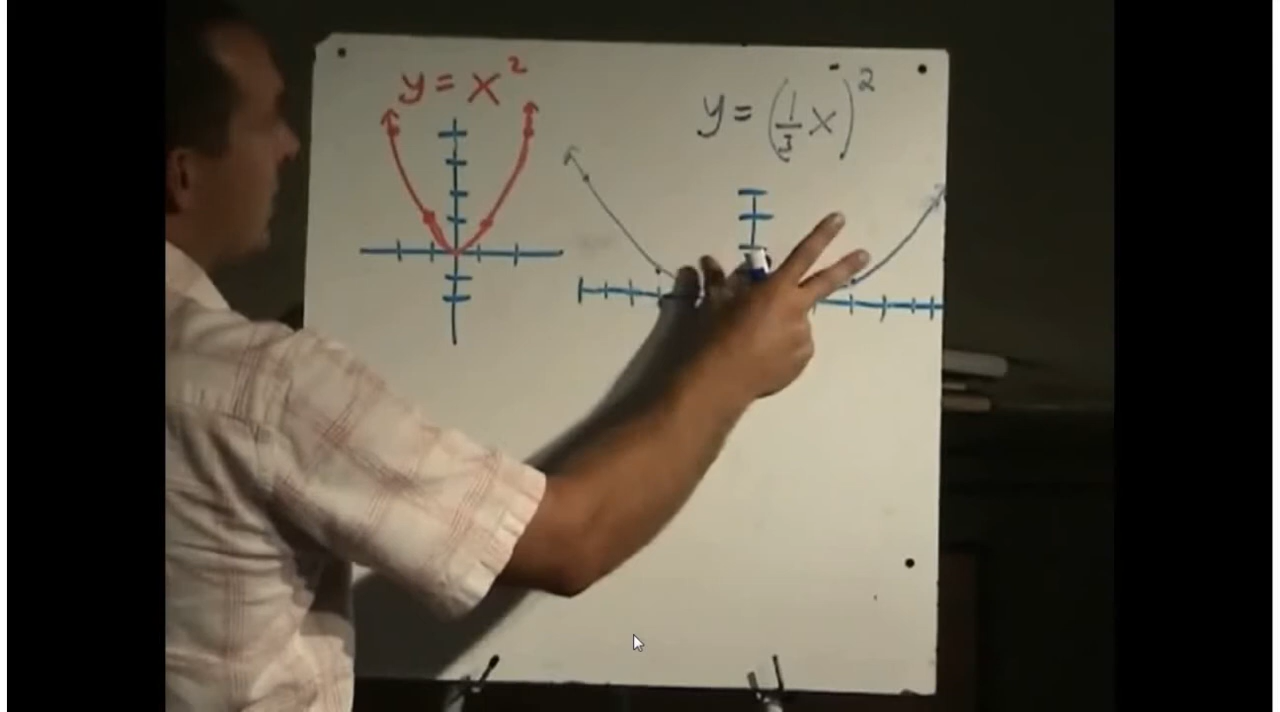 y = x²
y = (1/3 x)²